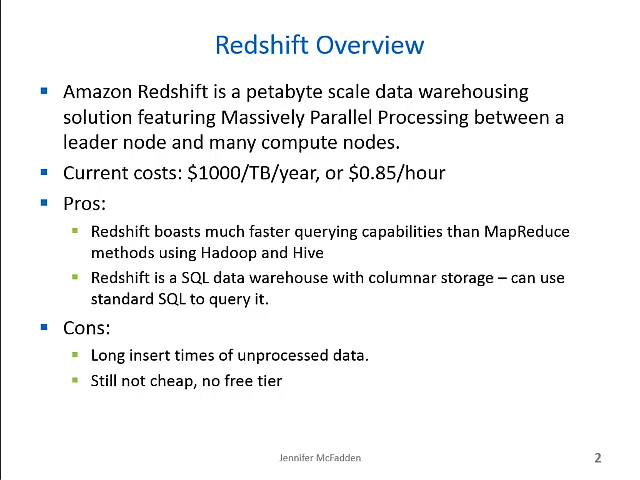 Redshift Overview
Amazon Redshift is a petabyte scale data warehousing
solution featuring Massively Parallel Processing between a
leader node and many compute nodes.
Current costs: $1000/TB/year, or $0.85/hour
Pros:
Redshift boasts much faster querying capabilities than MapReduce
methods using Hadoop and Hive
Redshift is a SQL data warehouse with columnar storage – can use
standard SQL to query it.
Cons:
Long insert times of unprocessed data.
Still not cheap, no free tier
Jennifer McFadden
2